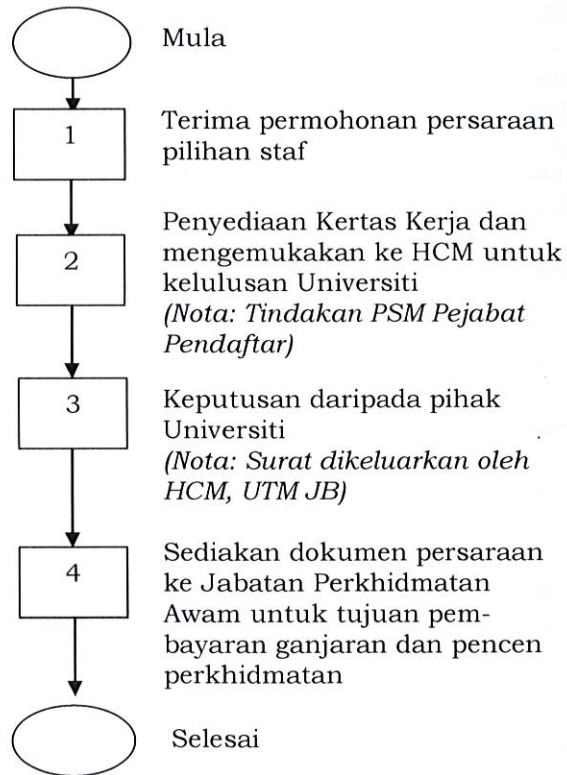 Mula
1
Terima permohonan persaraan
pilihan staf
2
Penyediaan Kertas Kerja dan
mengemukakan ke HCM untuk
kelulusan Universiti
(Nota: Tindakan PSM Pejabat
Pendaftar)
3
Keputusan daripada pihak
Universiti
(Nota: Surat dikeluarkan oleh
HCM, UTM JB)
4
Sediakan dokumen persaraan
ke Jabatan Perkhidmatan
Awam untuk tujuan pem-
bayaran ganjaran dan pencen
perkhidmatan
Selesai